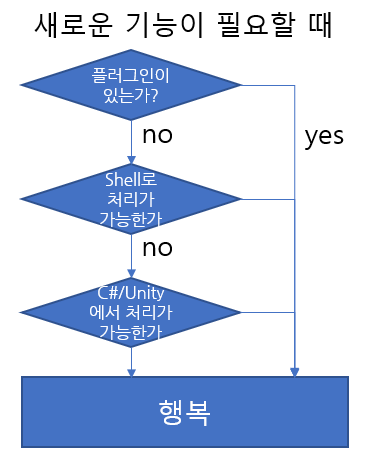 새로운 기능이 필요할 때
플러그인이
있는가?
no
yes
Shell로
처리가
가능한가
no
C#/Unity
에서 처리가
가능한가
행복